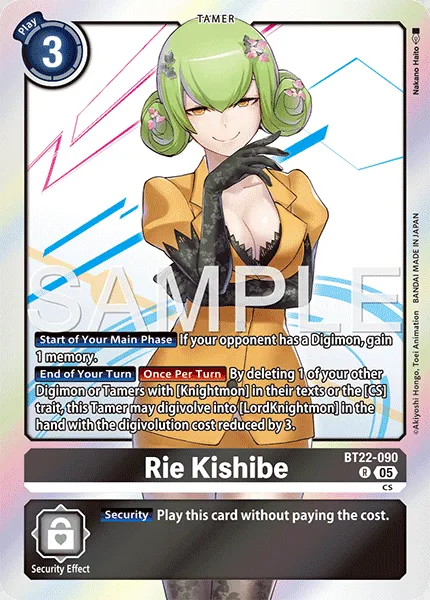 TAMER
Play
3
Nakano Haito
SAMPLE
©Akiyoshi Hongo, Toei Animation BANDAI MADE IN JAPAN
Start of Your Main Phase If your opponent has a Digimon, gain
1 memory.
End of Your Turn Once Per Turn By deleting 1 of your other
Digimon or Tamers with [Knightmon] in their texts or the [CS]
trait, this Tamer may digivolve into [LordKnightmon] in the
hand with the digivolution cost reduced by 3.
Rie Kishibe
BT22-090
R 05
CS
Security Play this card without paying the cost.
Security Effect